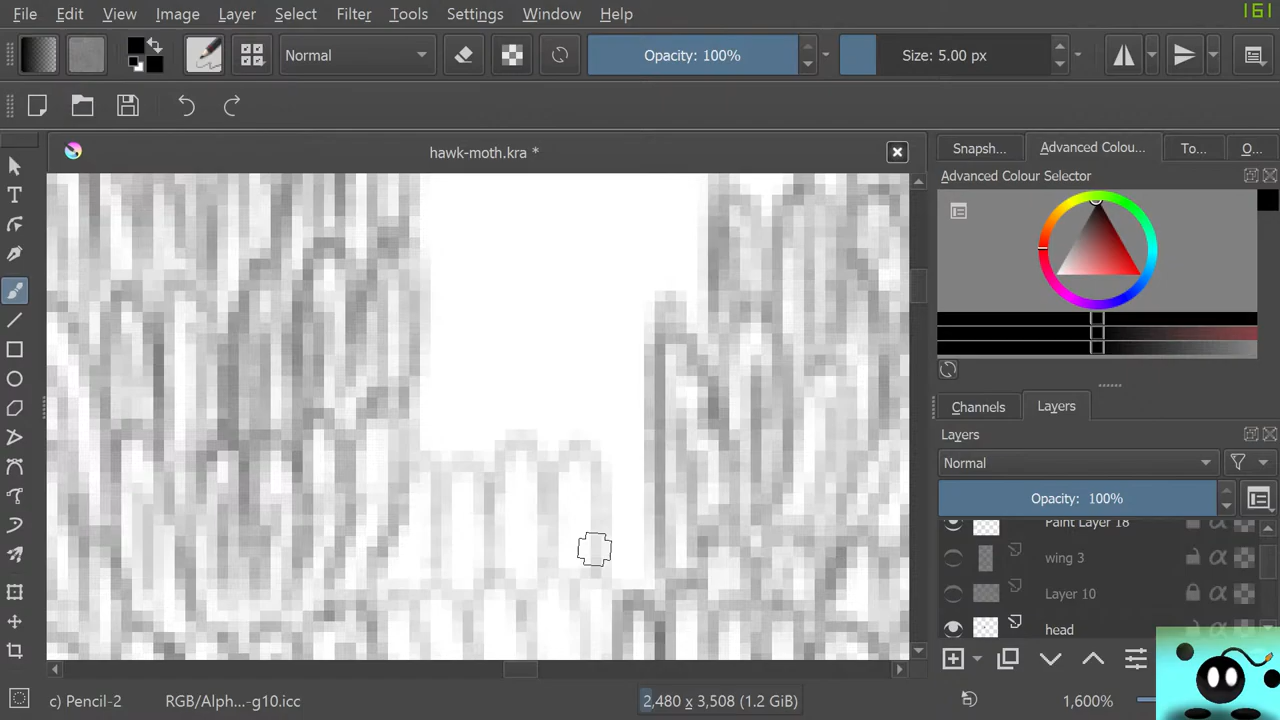 File Edit View Image Layer Select Filter Tools Settings Window Help
161
Normal
Opacity: 100%
Size: 5.00 px
hawk-moth.kra *
Snapsh... Advanced Colou... To... O...
Advanced Colour Selector
Channels Layers
Layers
Normal
Opacity: 100%
Paint Layer 18
wing 3
Layer 10
head
c) Pencil-2 RGB/Alph...-g10.icc 2,480 x 3,508 (1.2 GiB) 1,600%